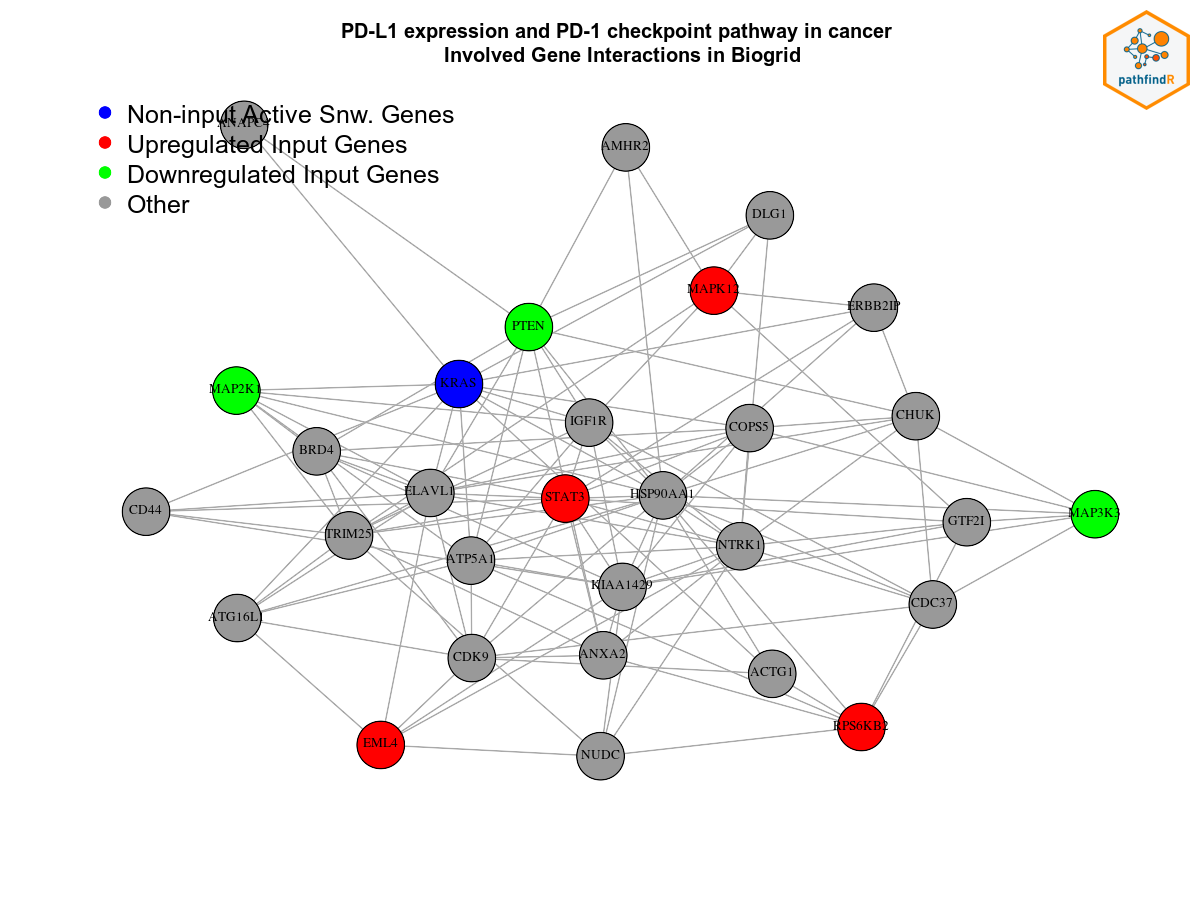 PD-L1 expression and PD-1 checkpoint pathway in cancer
Involved Gene Interactions in Biogrid
pathfindR
Non-input Active Snw. Genes
Upregulated Input Genes
Downregulated Input Genes
Other
ANAPC4
AMHR2
DLG1
MAPK12
ERBB2IP
PTEN
KRAS
MAP2K1
IGF1R
COPS5
CHUK
BRD4
ELAVL1
STAT3
HSP90AA1
CD44
TRIM25
NTRK1
GTF2I
MAP3K3
ATP5A1
KIAA1429
CDC37
ATG16L1
CDK9
ANXA2
ACTG1
RPS6KB2
EML4
NUDC